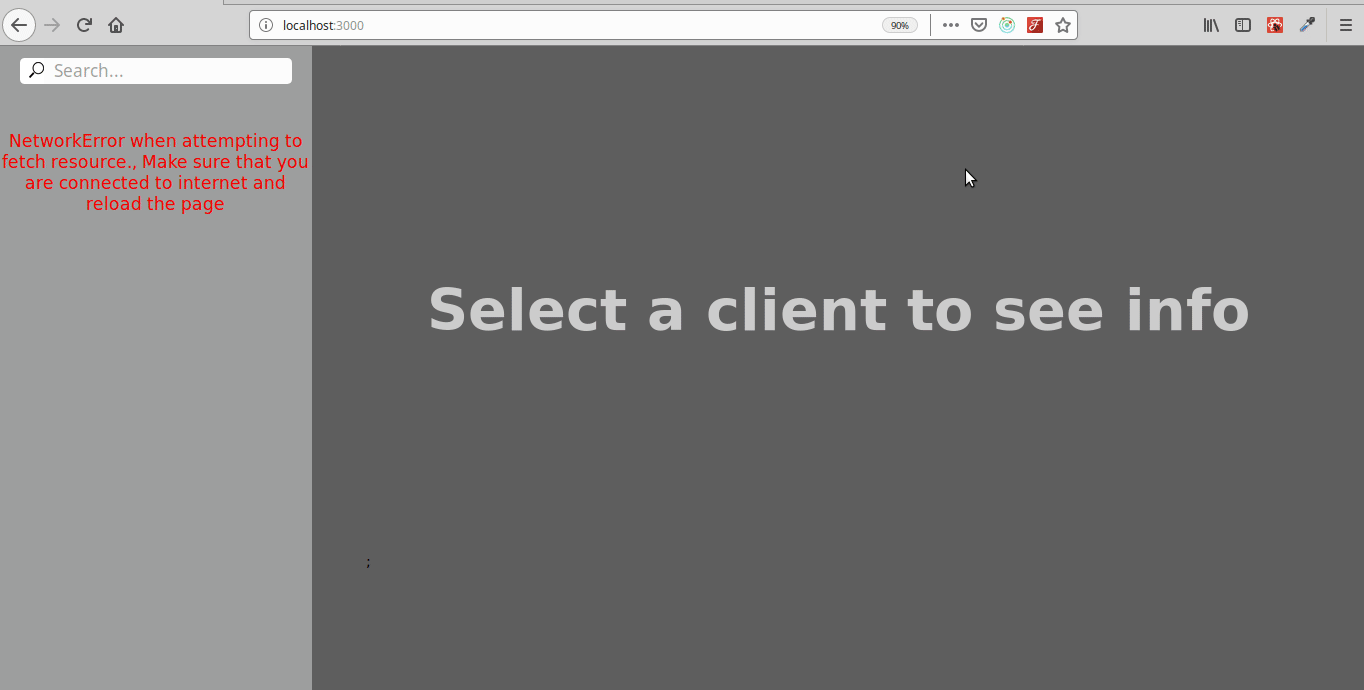 localhost:3000
90%
Search...
NetworkError when attempting to
fetch resource., Make sure that you
are connected to internet and
reload the page
Select a client to see info
;